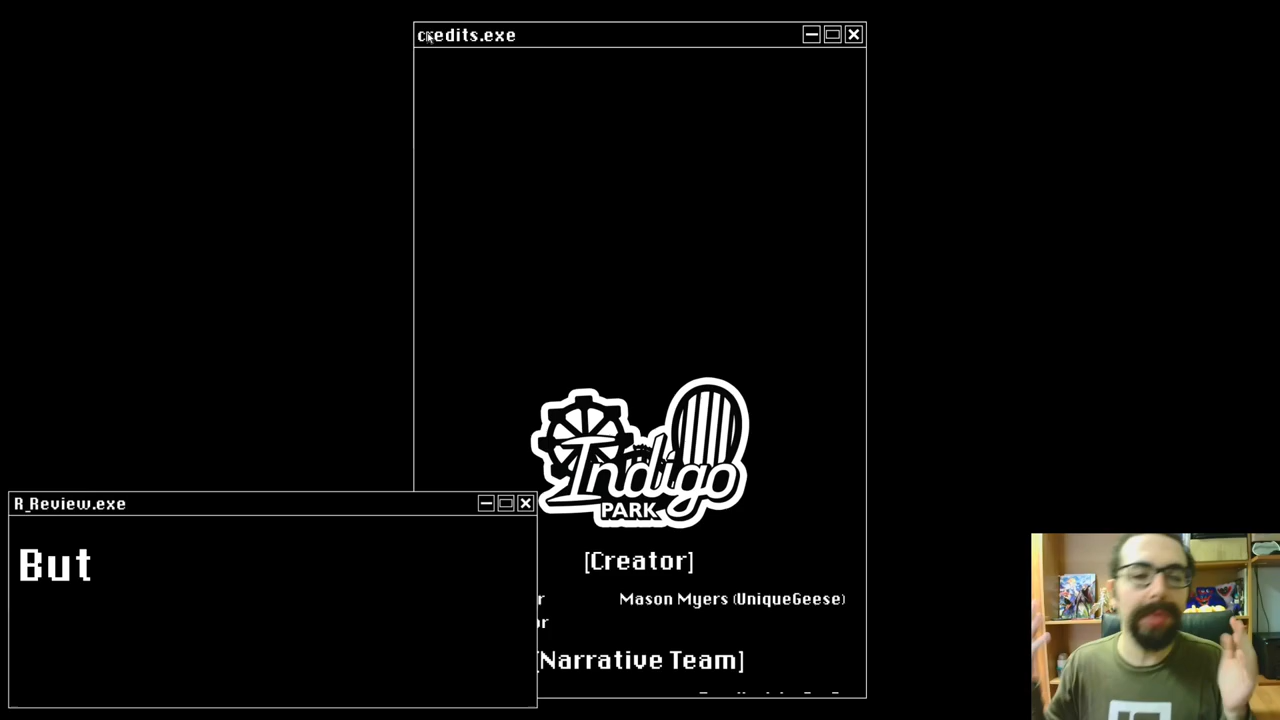 credits.exe
Indigo
PARK
R_Review.exe
But
[Creator]
Mason Myers (UniqueGeese)
[Narrative Team]